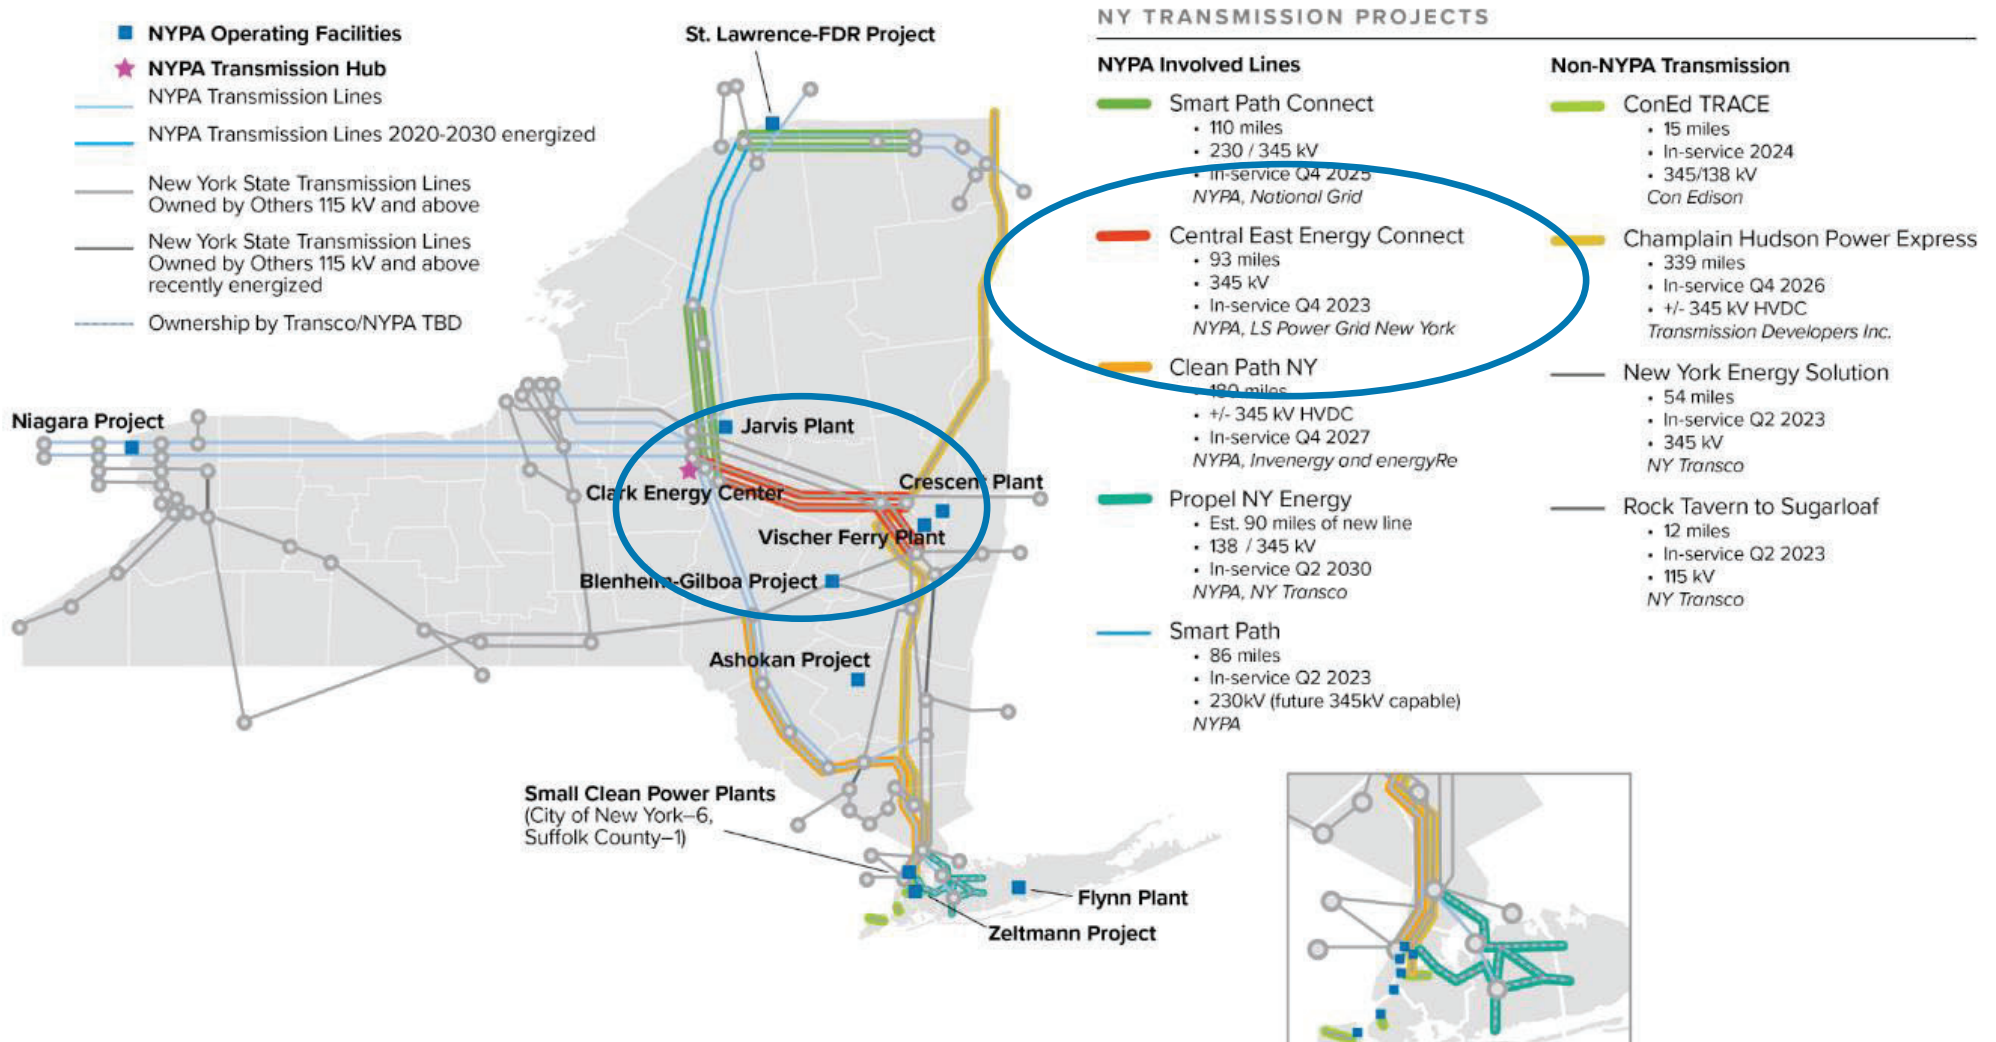 NYPA Operating Facilities
NYPA Transmission Hub
NYPA Transmission Lines
NYPA Transmission Lines 2020-2030 energized
New York State Transmission Lines
Owned by Others 115 kV and above
New York State Transmission Lines
Owned by Others 115 kV and above
recently energized
Ownership by Transco/NYPA TBD
St. Lawrence-FDR Project
Niagara Project
Jarvis Plant
Clark Energy Center
Crescent Plant
Vischer Ferry Plant
Blenheim-Gilboa Project
Ashokan Project
Small Clean Power Plants
(City of New York–6,
Suffolk County–1)
Flynn Plant
Zeltmann Project
NY TRANSMISSION PROJECTS
NYPA Involved Lines
Smart Path Connect
• 110 miles
• 230 / 345 kV
• In-service Q4 2025
NYPA, National Grid
Central East Energy Connect
• 93 miles
• 345 kV
• In-service Q4 2023
NYPA, LS Power Grid New York
Clean Path NY
• 180 miles
• +/- 345 kV HVDC
• In-service Q4 2027
NYPA, Invenergy and energyRe
Propel NY Energy
• Est. 90 miles of new line
• 138 / 345 kV
• In-service Q2 2030
NYPA, NY Transco
Smart Path
• 86 miles
• In-service Q2 2023
• 230kV (future 345kV capable)
NYPA
Non-NYPA Transmission
ConEd TRACE
• 15 miles
• In-service 2024
• 345/138 kV
Con Edison
Champlain Hudson Power Express
• 339 miles
• In-service Q4 2026
• +/- 345 kV HVDC
Transmission Developers Inc.
New York Energy Solution
• 54 miles
• In-service Q2 2023
• 345 kV
NY Transco
Rock Tavern to Sugarloaf
• 12 miles
• In-service Q2 2023
• 115 kV
NY Transco